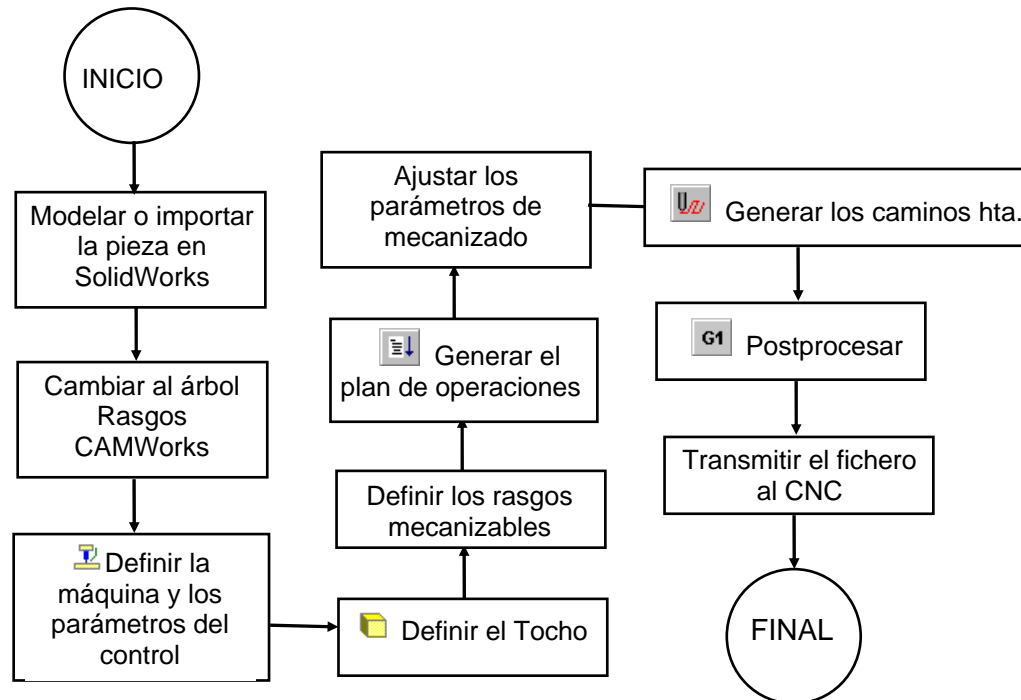 INICIO
Modelar o importar
la pieza en
SolidWorks
Cambiar al árbol
Rasgos
CAMWorks
Definir la
máquina y los
parámetros del
control
Definir el Tocho
Definir los rasgos
mecanizables
Generar el
plan de operaciones
Ajustar los
parámetros de
mecanizado
Generar los caminos hta.
G1 Postprocesar
Transmitir el fichero
al CNC
FINAL